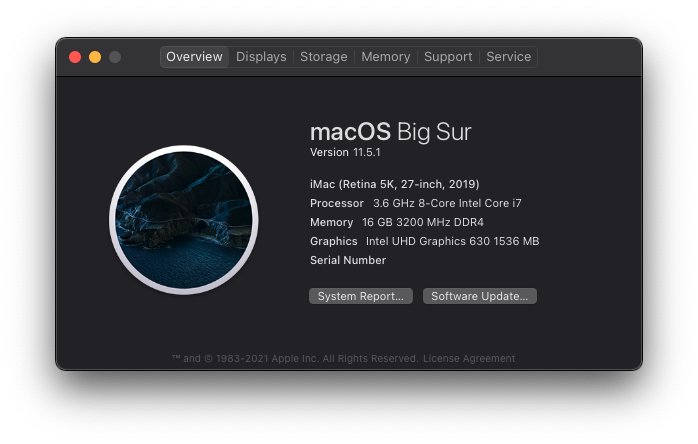 Overview Displays Storage Memory Support Service
macOS Big Sur
Version 11.5.1
iMac (Retina 5K, 27-inch, 2019)
Processor 3.6 GHz 8-Core Intel Core i7
Memory 16 GB 3200 MHz DDR4
Graphics Intel UHD Graphics 630 1536 MB
Serial Number
System Report... Software Update...
™ and © 1983-2021 Apple Inc. All Rights Reserved. License Agreement